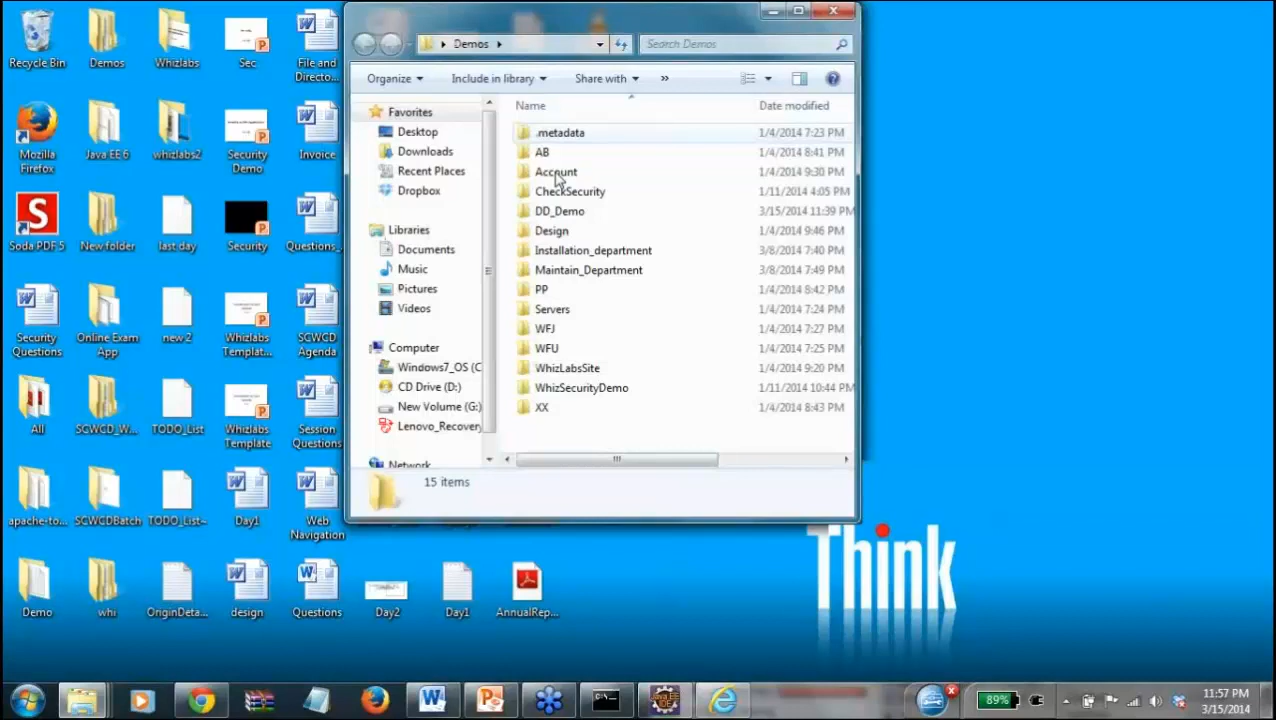 Recycle Bin
Demos
Whizlabs
Sec
File and Directo...
Mozilla Firefox
Java EE 6
whizlabs2
Security Demo
Invoice
Soda PDF 5
New folder
last day
Security
Questions_...
Security Questions
Online Exam App
new 2
Whizlabs Templat...
SCWCD Agenda
All
SCWCD_W...
TODO_List
Whizlabs Template
Session Questions
apache-to...
SCWCDBatch
TODO_List-
Day1
Web Navigation
Demo
whi
OriginDeta...
design
Questions
Day2
Day1
AnnualRep...
Demos
Search Demos
Organize
Include in library
Share with
»
Favorites
Desktop
Downloads
Recent Places
Dropbox
Libraries
Documents
Music
Pictures
Videos
Computer
Windows7_OS (C
CD Drive (D:)
New Volume (G:)
Lenovo_Recovery
Network
Name Date modified
.metadata 1/4/2014 7:23 PM
AB 1/4/2014 8:41 PM
Account 1/4/2014 9:30 PM
CheckSecurity 1/11/2014 4:05 PM
DD_Demo 3/15/2014 11:39 PM
Design 1/4/2014 9:46 PM
Installation_department 3/8/2014 7:40 PM
Maintain_Department 3/8/2014 7:49 PM
PP 1/4/2014 8:42 PM
Servers 1/4/2014 7:24 PM
WFJ 1/4/2014 7:27 PM
WFU 1/4/2014 7:25 PM
WhizLabsSite 1/4/2014 9:20 PM
WhizSecurityDemo 1/11/2014 10:44 PM
XX 1/4/2014 8:43 PM
15 items
Think
89%
11:57 PM
3/15/2014